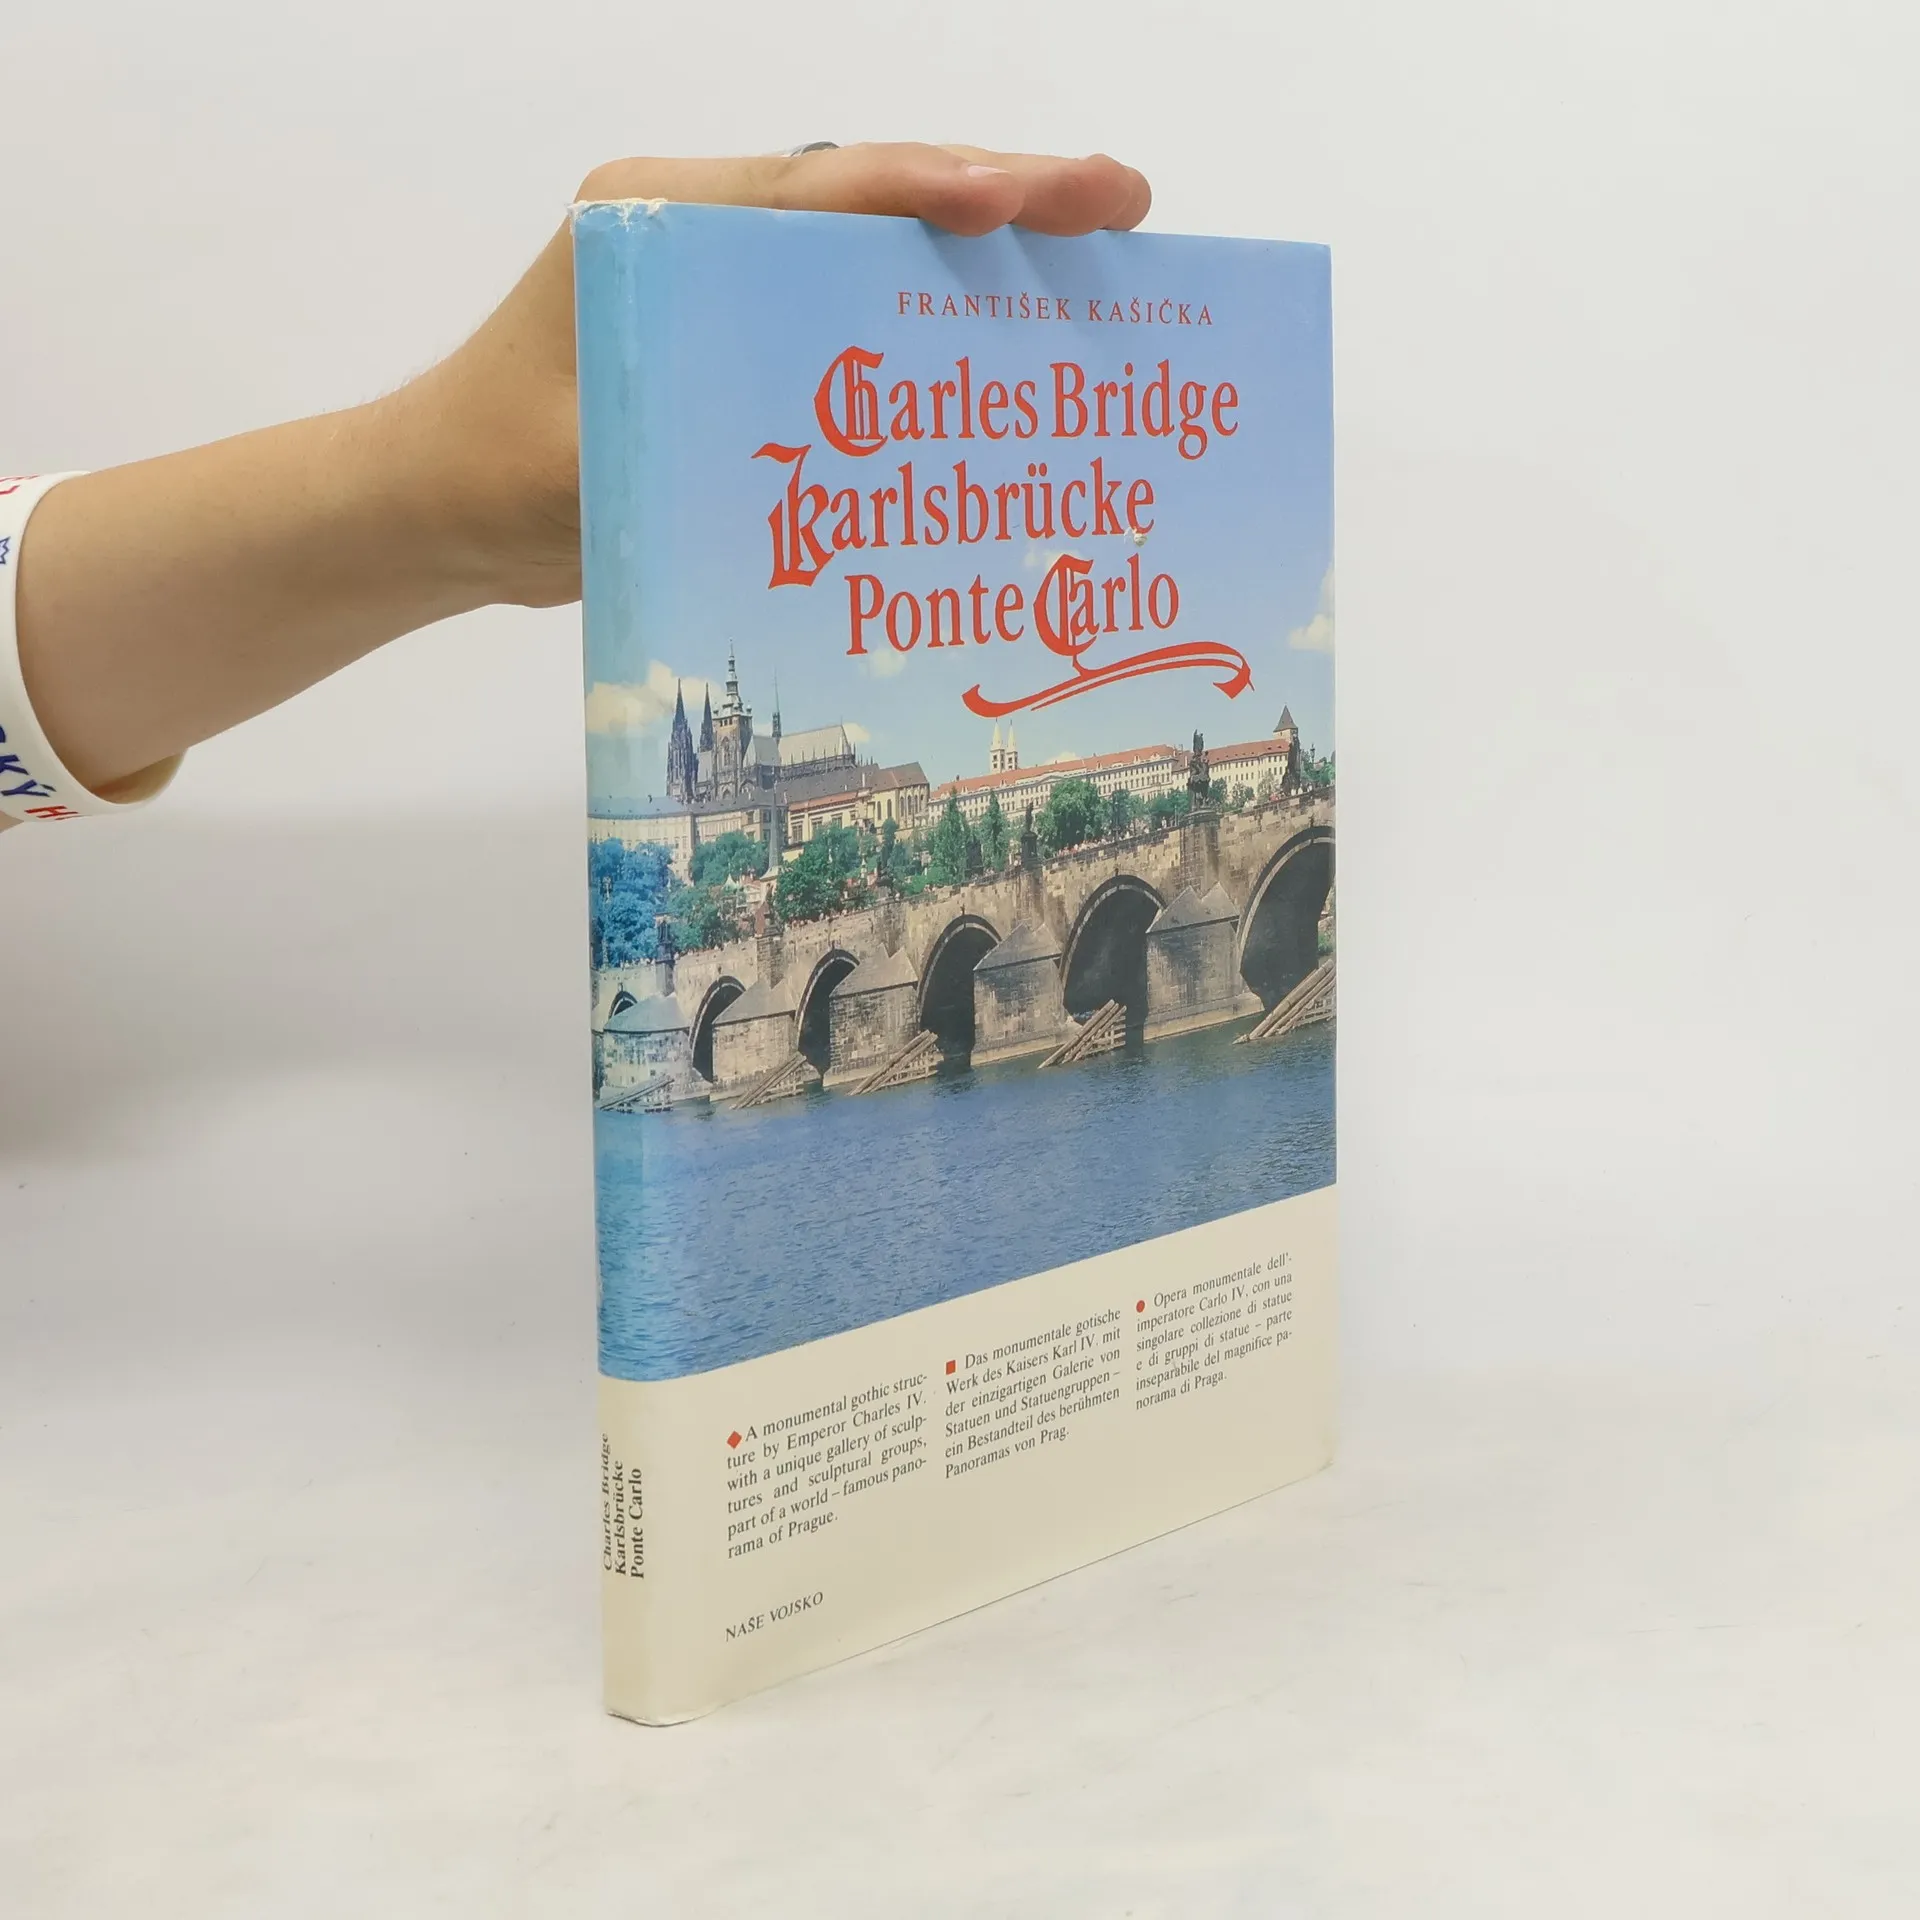 FRANTIŠEK KAŠIČKA
Charles Bridge
Karlsbrücke
Ponte Carlo
◆ A monumental gothic struc-
ture by Emperor Charles IV.
with a unique gallery of sculp-
tures and sculptural groups,
part of a world – famous pano-
rama of Prague.
■ Das monumentale gotische
Werk des Kaisers Karl IV. mit
der einzigartigen Galerie von
Statuen und Statuengruppen –
ein Bestandteil des berühmten
Panoramas von Prag.
● Opera monumentale dell'-
imperatore Carlo IV, con una
singolare collezione di statue
e di gruppi di statue – parte
inseparabile del magnifice pa-
norama di Praga.
NAŠE VOJSKO
Charles Bridge
Karlsbrücke
Ponte Carlo